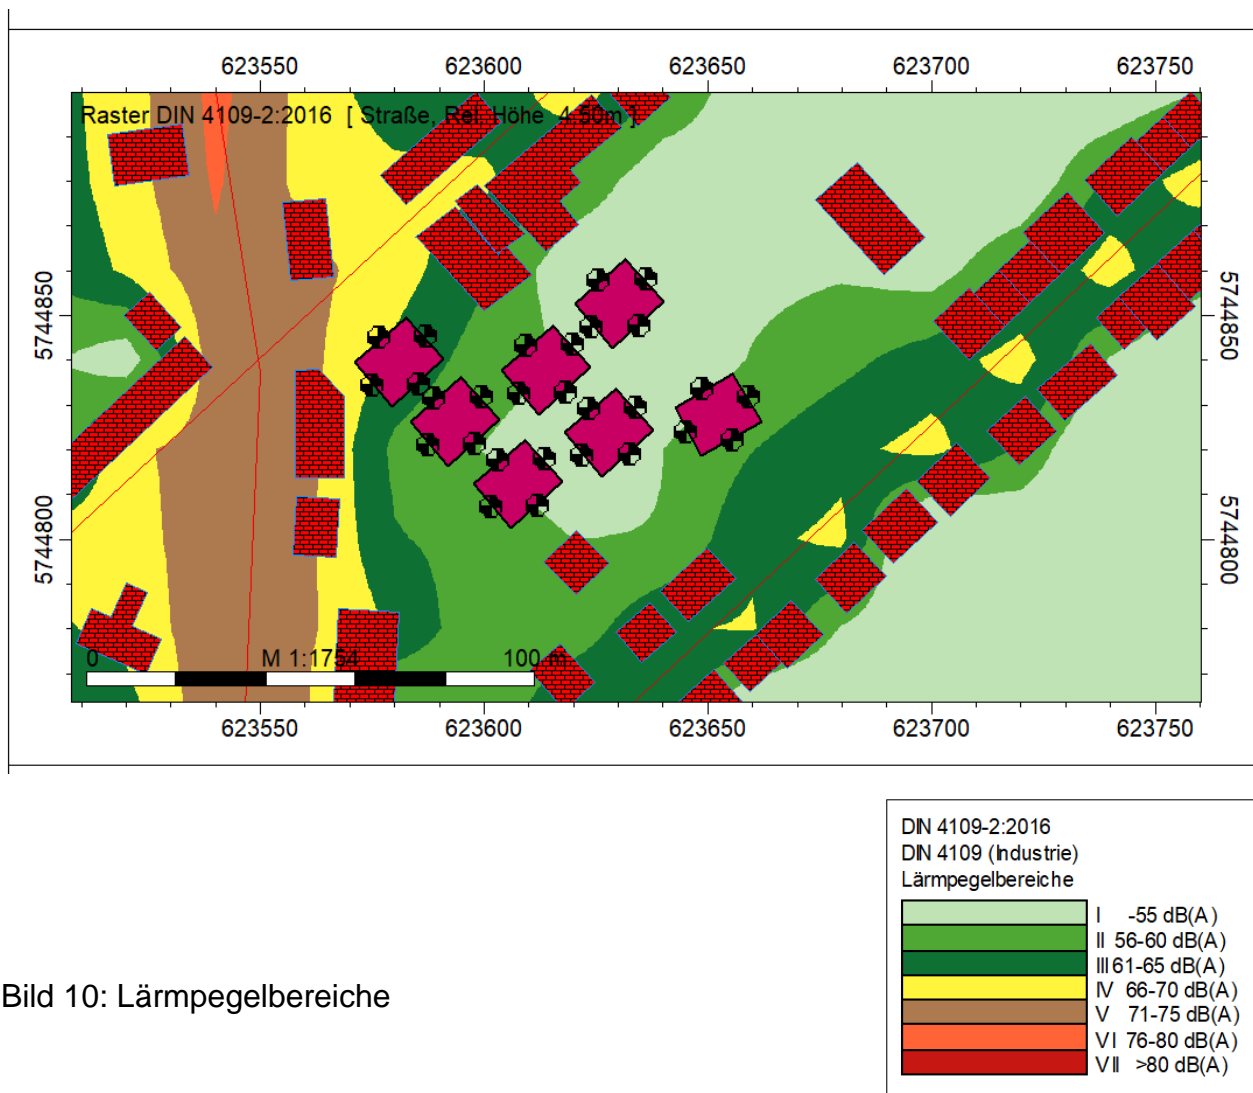 623550 623600 623650 623700 623750
Raster DIN 4109-2:2016 [ Straße, Rel. Höhe 4.50m ]
5744850 5744850
5744800 5744800
0 M 1:1754 100 m
623550 623600 623650 623700 623750
DIN 4109-2:2016
DIN 4109 (Industrie)
Lärmpegelbereiche
I -55 dB(A)
II 56-60 dB(A)
III 61-65 dB(A)
IV 66-70 dB(A)
V 71-75 dB(A)
VI 76-80 dB(A)
VII >80 dB(A)
Bild 10: Lärmpegelbereiche